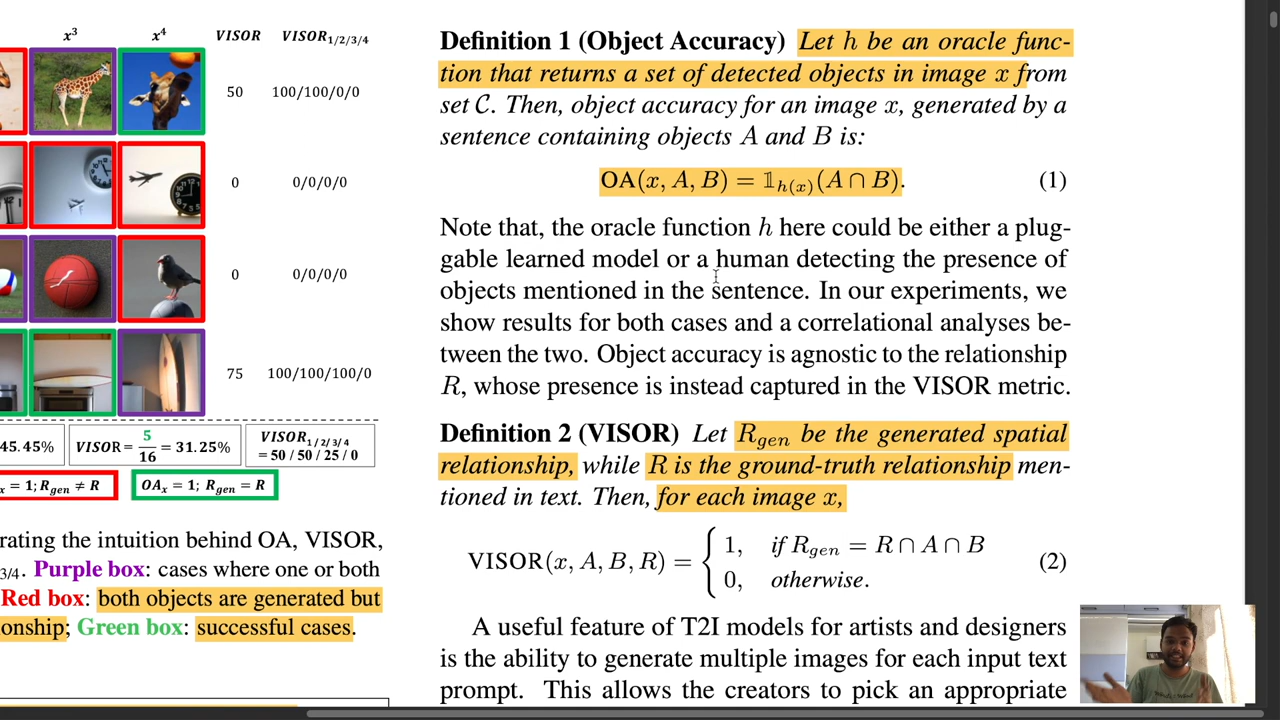 x³ x⁴ VISOR VISOR₁/₂/₃/₄
50 100/100/0/0
0 0/0/0/0
0 0/0/0/0
75 100/100/100/0
45.45% VISOR = 5/16 = 31.25% VISOR₁/₂/₃/₄ = 50 / 50 / 25 / 0
x = 1; R_gen ≠ R OA_x = 1; R_gen = R
rating the intuition behind OA, VISOR,
3/4. Purple box: cases where one or both
Red box: both objects are generated but
onship; Green box: successful cases.
Definition 1 (Object Accuracy) Let h be an oracle func-
tion that returns a set of detected objects in image x from
set C. Then, object accuracy for an image x, generated by a
sentence containing objects A and B is:
OA(x, A, B) = 𝟙_h(x)(A ∩ B). (1)
Note that, the oracle function h here could be either a plug-
gable learned model or a human detecting the presence of
objects mentioned in the sentence. In our experiments, we
show results for both cases and a correlational analyses be-
tween the two. Object accuracy is agnostic to the relationship
R, whose presence is instead captured in the VISOR metric.
Definition 2 (VISOR) Let R_gen be the generated spatial
relationship, while R is the ground-truth relationship men-
tioned in text. Then, for each image x,
VISOR(x, A, B, R) = { 1, if R_gen = R ∩ A ∩ B
0, otherwise. (2)
A useful feature of T2I models for artists and designers
is the ability to generate multiple images for each input text
prompt. This allows the creators to pick an appropriate